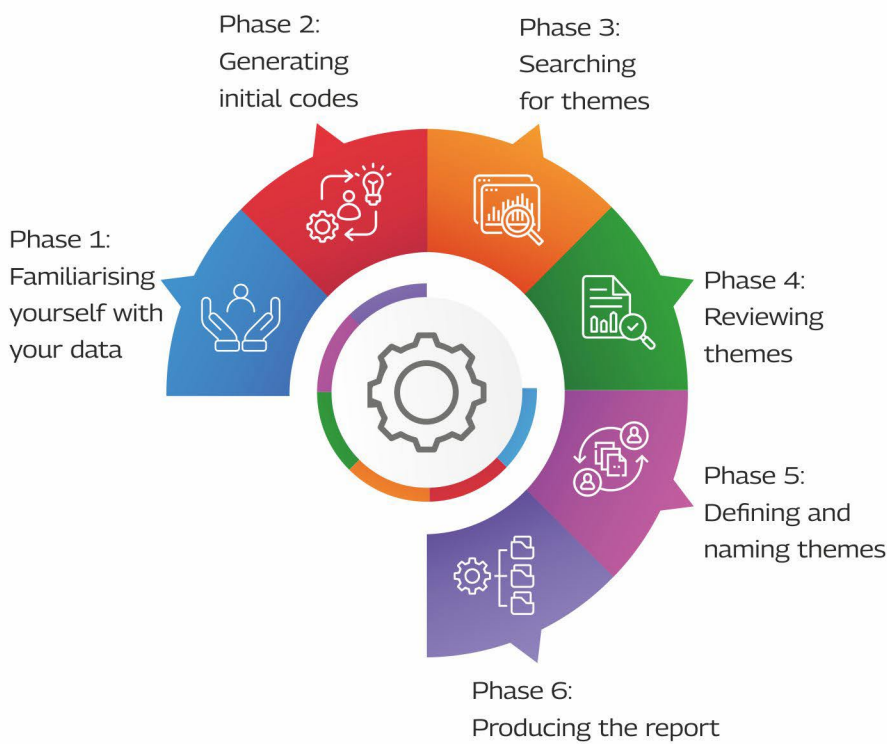 Phase 1:
Familiarising
yourself with
your data
Phase 2:
Generating
initial codes
Phase 3:
Searching
for themes
Phase 4:
Reviewing
themes
Phase 5:
Defining and
naming themes
Phase 6:
Producing the report